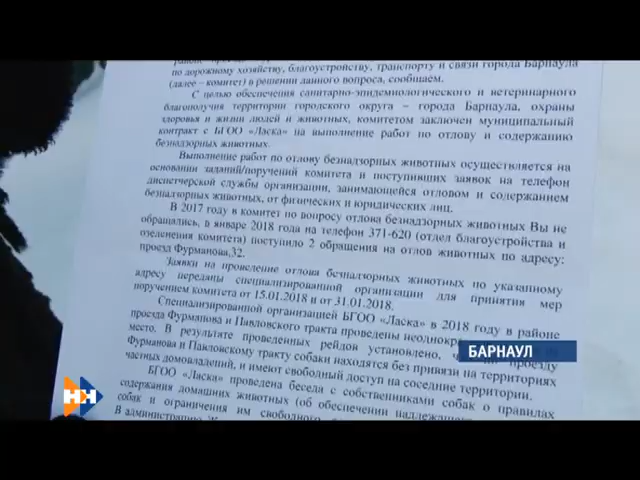 по дорожному хозяйству, благоустройству, транспорту и связи города Барнаула
(далее – комитет) в решении данного вопроса, сообщаем.
С целью обеспечения санитарно-эпидемиологического и ветеринарного
благополучия территории городского округа – города Барнаула, охраны
здоровья и жизни людей и животных, комитетом заключен муниципальный
контракт с БГОО «Ласка» на выполнение работ по отлову и содержанию
безнадзорных животных.
Выполнение работ по отлову безнадзорных животных осуществляется на
основании заданий/поручений комитета и поступивших заявок на телефон
диспетчерской службы организации, занимающейся отловом и содержанием
безнадзорных животных, от физических и юридических лиц.
В 2017 году в комитет по вопросу отлова безнадзорных животных Вы не
обращались, в январе 2018 года на телефон 371-620 (отдел благоустройства и
озеленения комитета) поступило 2 обращения на отлов животных по адресу:
проезд Фурманова,32.
Заявки на проведение отлова безнадзорных животных по указанному
адресу переданы специализированной организации для принятия мер
поручением комитета от 15.01.2018 и от 31.01.2018.
Специализированной организацией БГОО «Ласка» в 2018 году в районе
проезда Фурманова и Павловского тракта проведены
место. В результате проведенных рейдов установлено, проезду
Фурманова и Павловскому тракту собаки находятся без привязи на территориях
частных домовладений, и имеют свободный доступ на соседние территории.
БГОО «Ласка» проведена беседа с собственниками собак о правилах
содержания домашних животных (об обеспечении
собак и ограничения им
В администрацию
БАРНАУЛ
НН